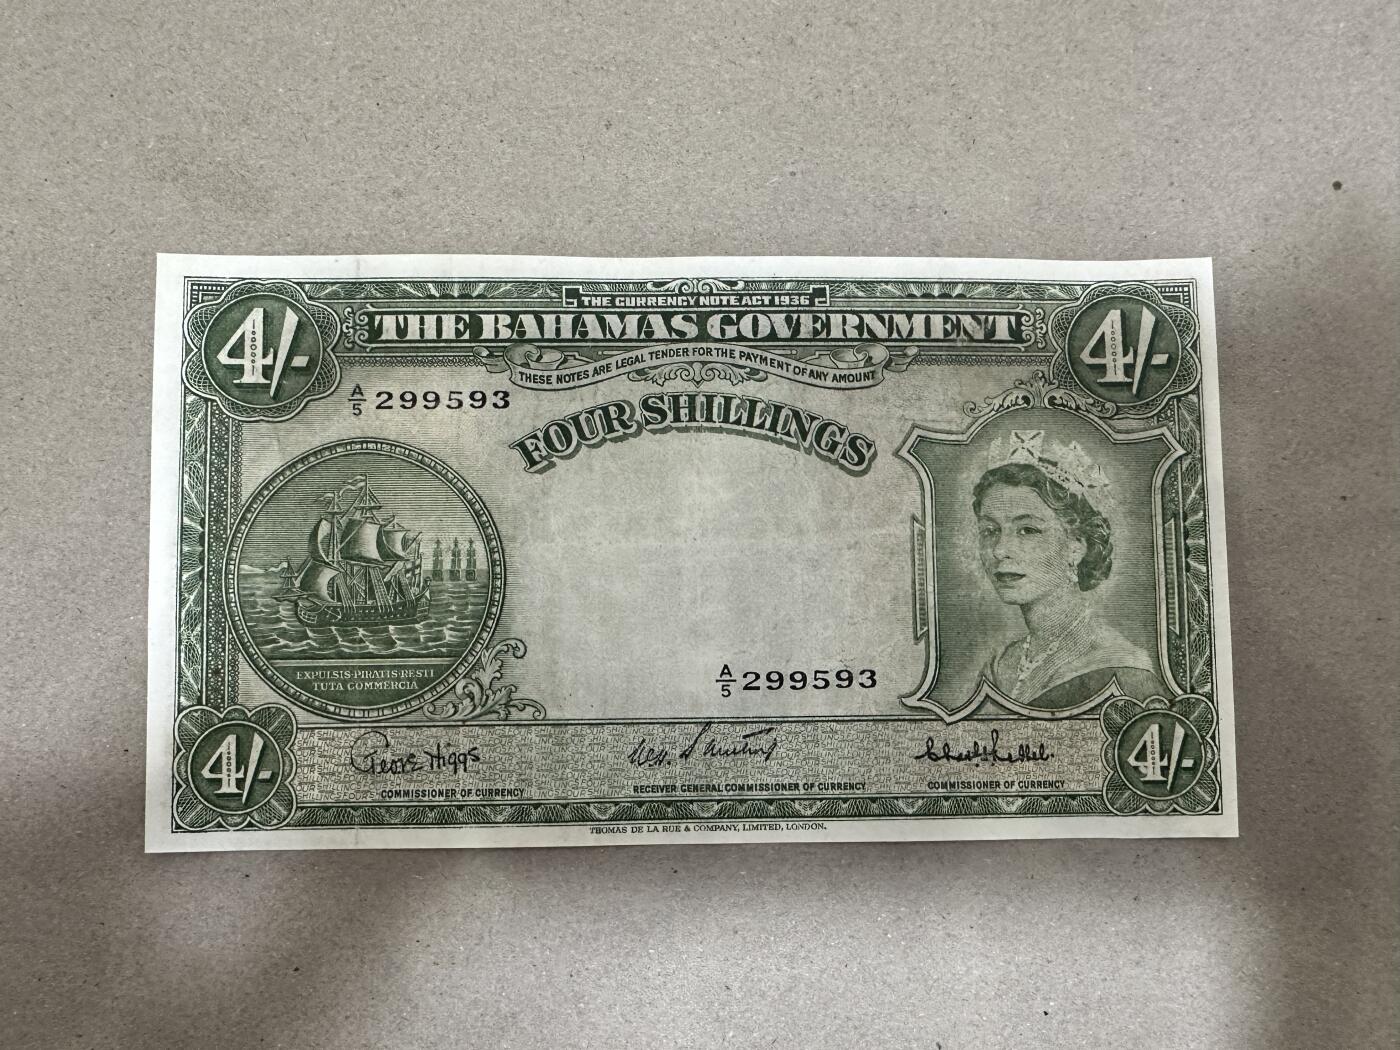 THE CURRENCY NOTE ACT 1936
4/- THE BAHAMAS GOVERNMENT 4/-
THESE NOTES ARE LEGAL TENDER FOR THE PAYMENT OF ANY AMOUNT
A/5 299593
FOUR SHILLINGS
EXPULSIS·PIRATIS·RESTI
TUTA COMMERCIA
A/5 299593
4/- 4/-
George Higgs
COMMISSIONER OF CURRENCY
RECEIVER GENERAL COMMISSIONER OF CURRENCY
COMMISSIONER OF CURRENCY
THOMAS DE LA RUE & COMPANY, LIMITED, LONDON.